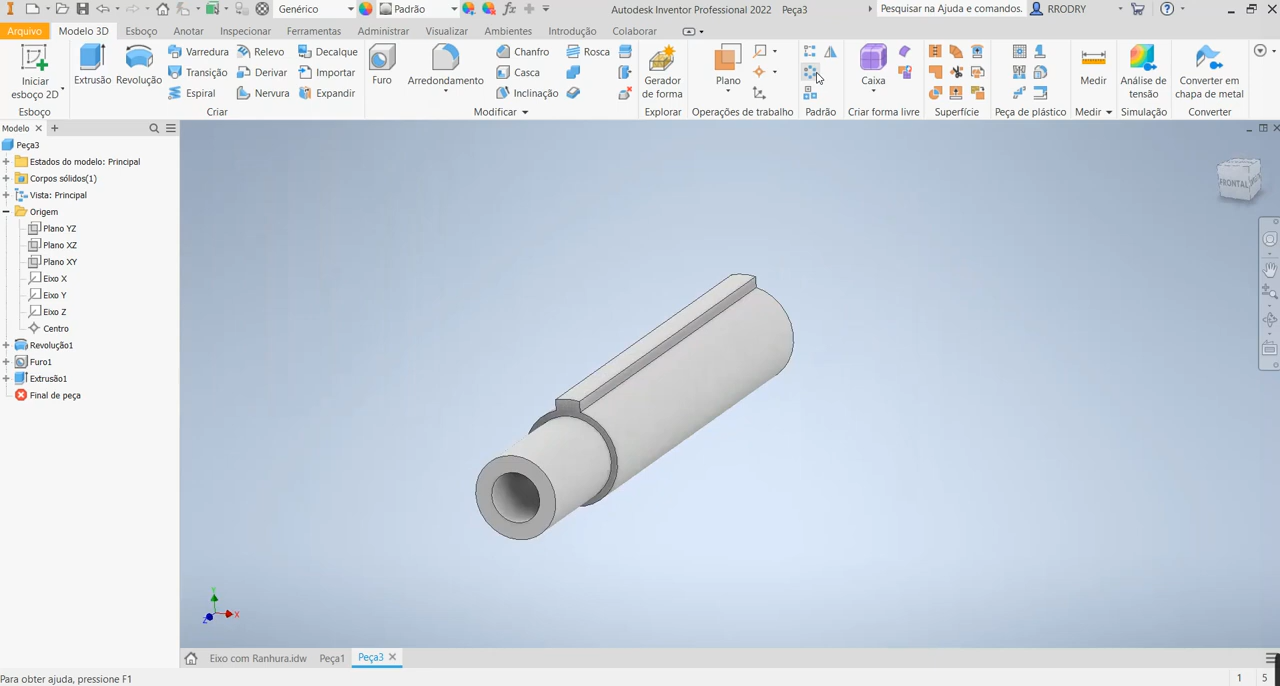 Genérico
Padrão
Autodesk Inventor Professional 2022 Peça3
Pesquisar na Ajuda e comandos.
RRODRY
Arquivo
Modelo 3D
Esboço
Anotar
Inspecionar
Ferramentas
Administrar
Visualizar
Ambientes
Introdução
Colaborar
Iniciar
esboço 2D
Extrusão
Revolução
Varredura
Transição
Espiral
Relevo
Derivar
Nervura
Decalque
Importar
Expandir
Furo
Arredondamento
Chanfro
Casca
Inclinação
Rosca
Gerador
de forma
Plano
Caixa
Medir
Análise de
tensão
Converter em
chapa de metal
Esboço
Criar
Modificar
Explorar
Operações de trabalho
Padrão
Criar forma livre
Superfície
Peça de plástico
Medir
Simulação
Converter
Modelo
Peça3
Estados do modelo: Principal
Corpos sólidos(1)
Vista: Principal
Origem
Plano YZ
Plano XZ
Plano XY
Eixo X
Eixo Y
Eixo Z
Centro
Revolução1
Furo1
Extrusão1
Final de peça
FRONTAL
Y
X
Z
Eixo com Ranhura.idw
Peça1
Peça3
Para obter ajuda, pressione F1
1
5